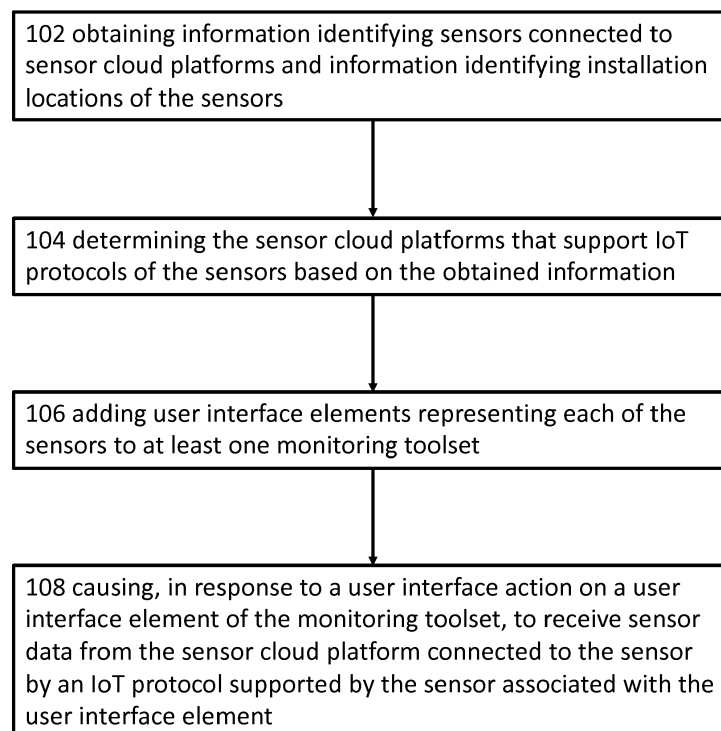 102 obtaining information identifying sensors connected to
sensor cloud platforms and information identifying installation
locations of the sensors
104 determining the sensor cloud platforms that support IoT
protocols of the sensors based on the obtained information
106 adding user interface elements representing each of the
sensors to at least one monitoring toolset
108 causing, in response to a user interface action on a user
interface element of the monitoring toolset, to receive sensor
data from the sensor cloud platform connected to the sensor
by an IoT protocol supported by the sensor associated with the
user interface element